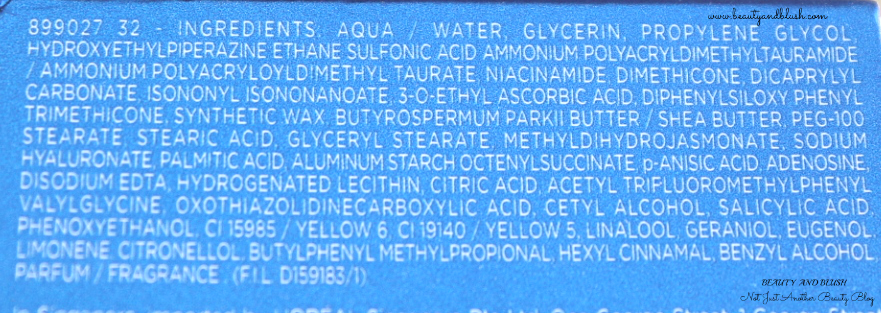 www.beautyandblush.com
899027 32 - INGREDIENTS: AQUA / WATER, GLYCERIN, PROPYLENE GLYCOL,
HYDROXYETHYLPIPERAZINE ETHANE SULFONIC ACID AMMONIUM POLYACRYLDIMETHYLTAURAMIDE
/ AMMONIUM POLYACRYLOYLDIMETHYL TAURATE, NIACINAMIDE, DIMETHICONE, DICAPRYLYL
CARBONATE, ISONONYL ISONONANOATE, 3-O-ETHYL ASCORBIC ACID, DIPHENYLSILOXY PHENYL
TRIMETHICONE, SYNTHETIC WAX, BUTYROSPERMUM PARKII BUTTER / SHEA BUTTER, PEG-100
STEARATE, STEARIC ACID, GLYCERYL STEARATE, METHYLDIHYDROJASMONATE, SODIUM
HYALURONATE, PALMITIC ACID, ALUMINUM STARCH OCTENYLSUCCINATE, p-ANISIC ACID, ADENOSINE,
DISODIUM EDTA, HYDROGENATED LECITHIN, CITRIC ACID, ACETYL TRIFLUOROMETHYLPHENYL
VALYLGLYCINE, OXOTHIAZOLIDINECARBOXYLIC ACID, CETYL ALCOHOL, SALICYLIC ACID,
PHENOXYETHANOL, CI 15985 / YELLOW 6, CI 19140 / YELLOW 5, LINALOOL, GERANIOL, EUGENOL,
LIMONENE, CITRONELLOL, BUTYLPHENYL METHYLPROPIONAL, HEXYL CINNAMAL, BENZYL ALCOHOL,
PARFUM / FRAGRANCE. (F.I.L. D159183/1)
BEAUTY AND BLUSH
Not Just Another Beauty Blog